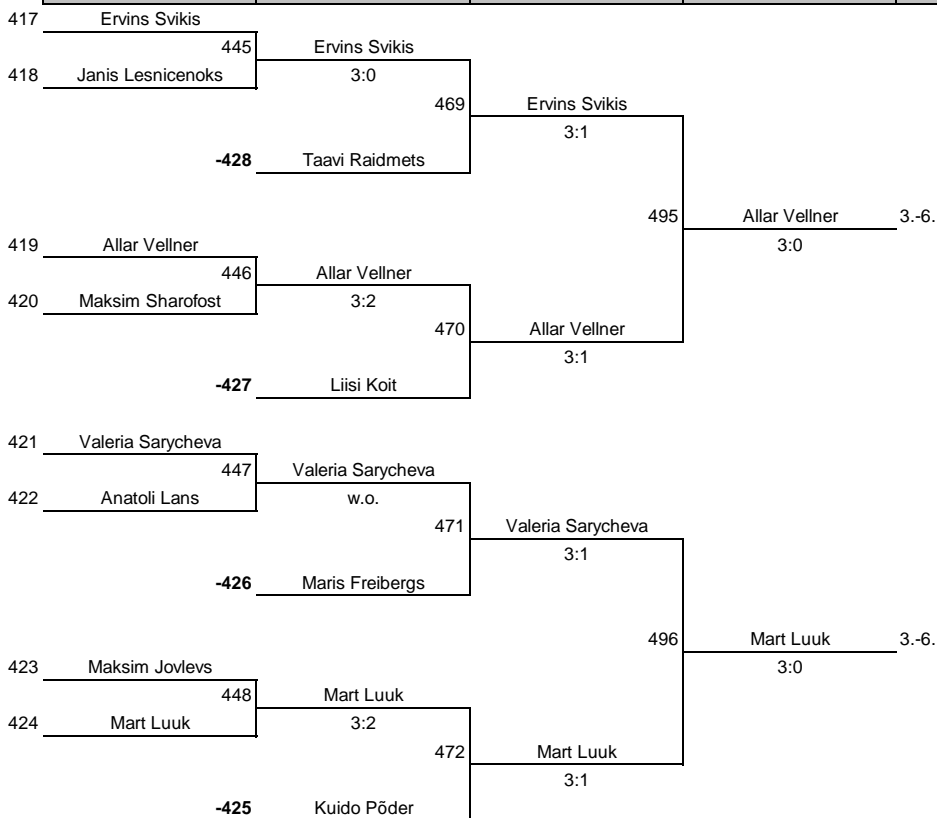 417 Ervins Svikis
445 Ervins Svikis
418 Janis Lesnicenoks 3:0
469 Ervins Svikis
3:1
-428 Taavi Raidmets
495 Allar Vellner 3.-6.
419 Allar Vellner 3:0
446 Allar Vellner
420 Maksim Sharofost 3:2
470 Allar Vellner
3:1
-427 Liisi Koit
421 Valeria Sarycheva
447 Valeria Sarycheva
422 Anatoli Lans w.o.
471 Valeria Sarycheva
3:1
-426 Maris Freibergs
496 Mart Luuk 3.-6.
423 Maksim Jovlevs 3:0
448 Mart Luuk
424 Mart Luuk 3:2
472 Mart Luuk
3:1
-425 Kuido Põder